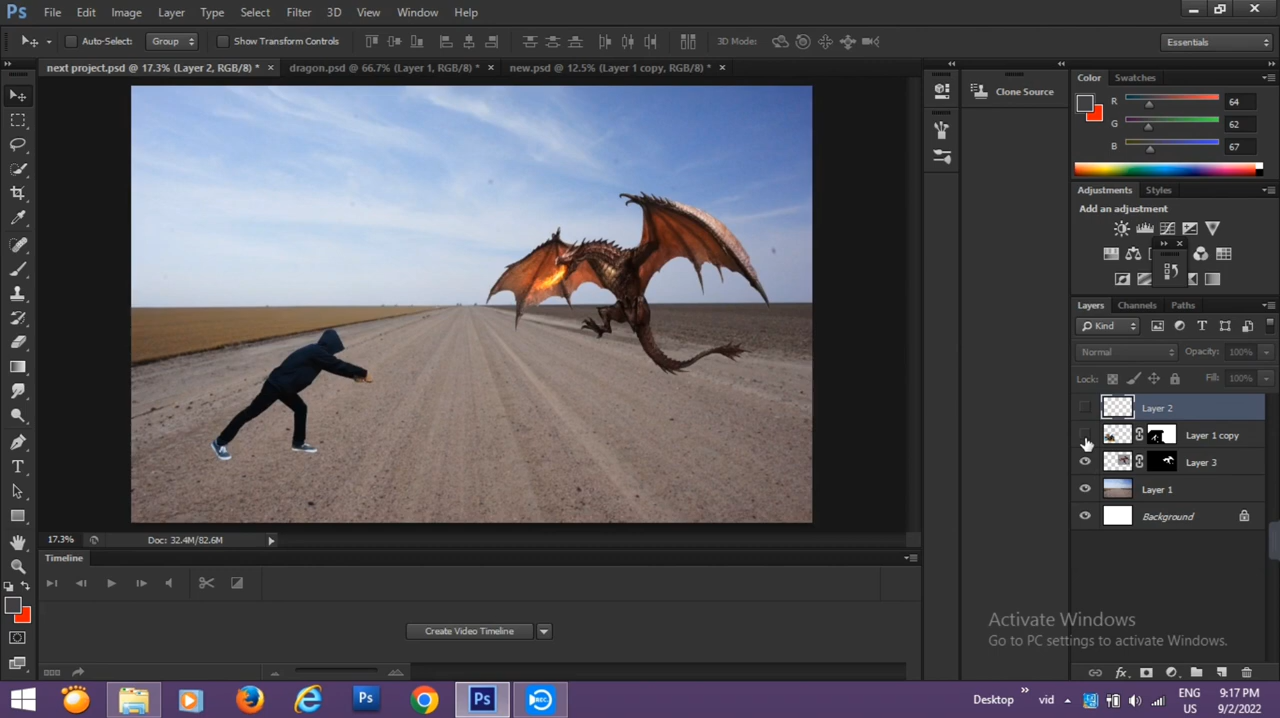 Ps File Edit Image Layer Type Select Filter 3D View Window Help
Auto-Select: Group Show Transform Controls 3D Mode: Essentials
next project.psd @ 17.3% (Layer 2, RGB/8) * × dragon.psd @ 66.7% (Layer 1, RGB/8) * × new.psd @ 12.5% (Layer 1 copy, RGB/8) * ×
Clone Source
Color Swatches
R 64
G 62
B 67
Adjustments Styles
Add an adjustment
Layers Channels Paths
Kind
Normal Opacity: 100%
Lock: Fill: 100%
Layer 2
Layer 1 copy
Layer 3
Layer 1
Background
17.3% Doc: 32.4M/82.6M
Timeline
Create Video Timeline
Activate Windows
Go to PC settings to activate Windows.
Ps Ps Desktop » vid ENG 9:17 PM
US 9/2/2022
REC